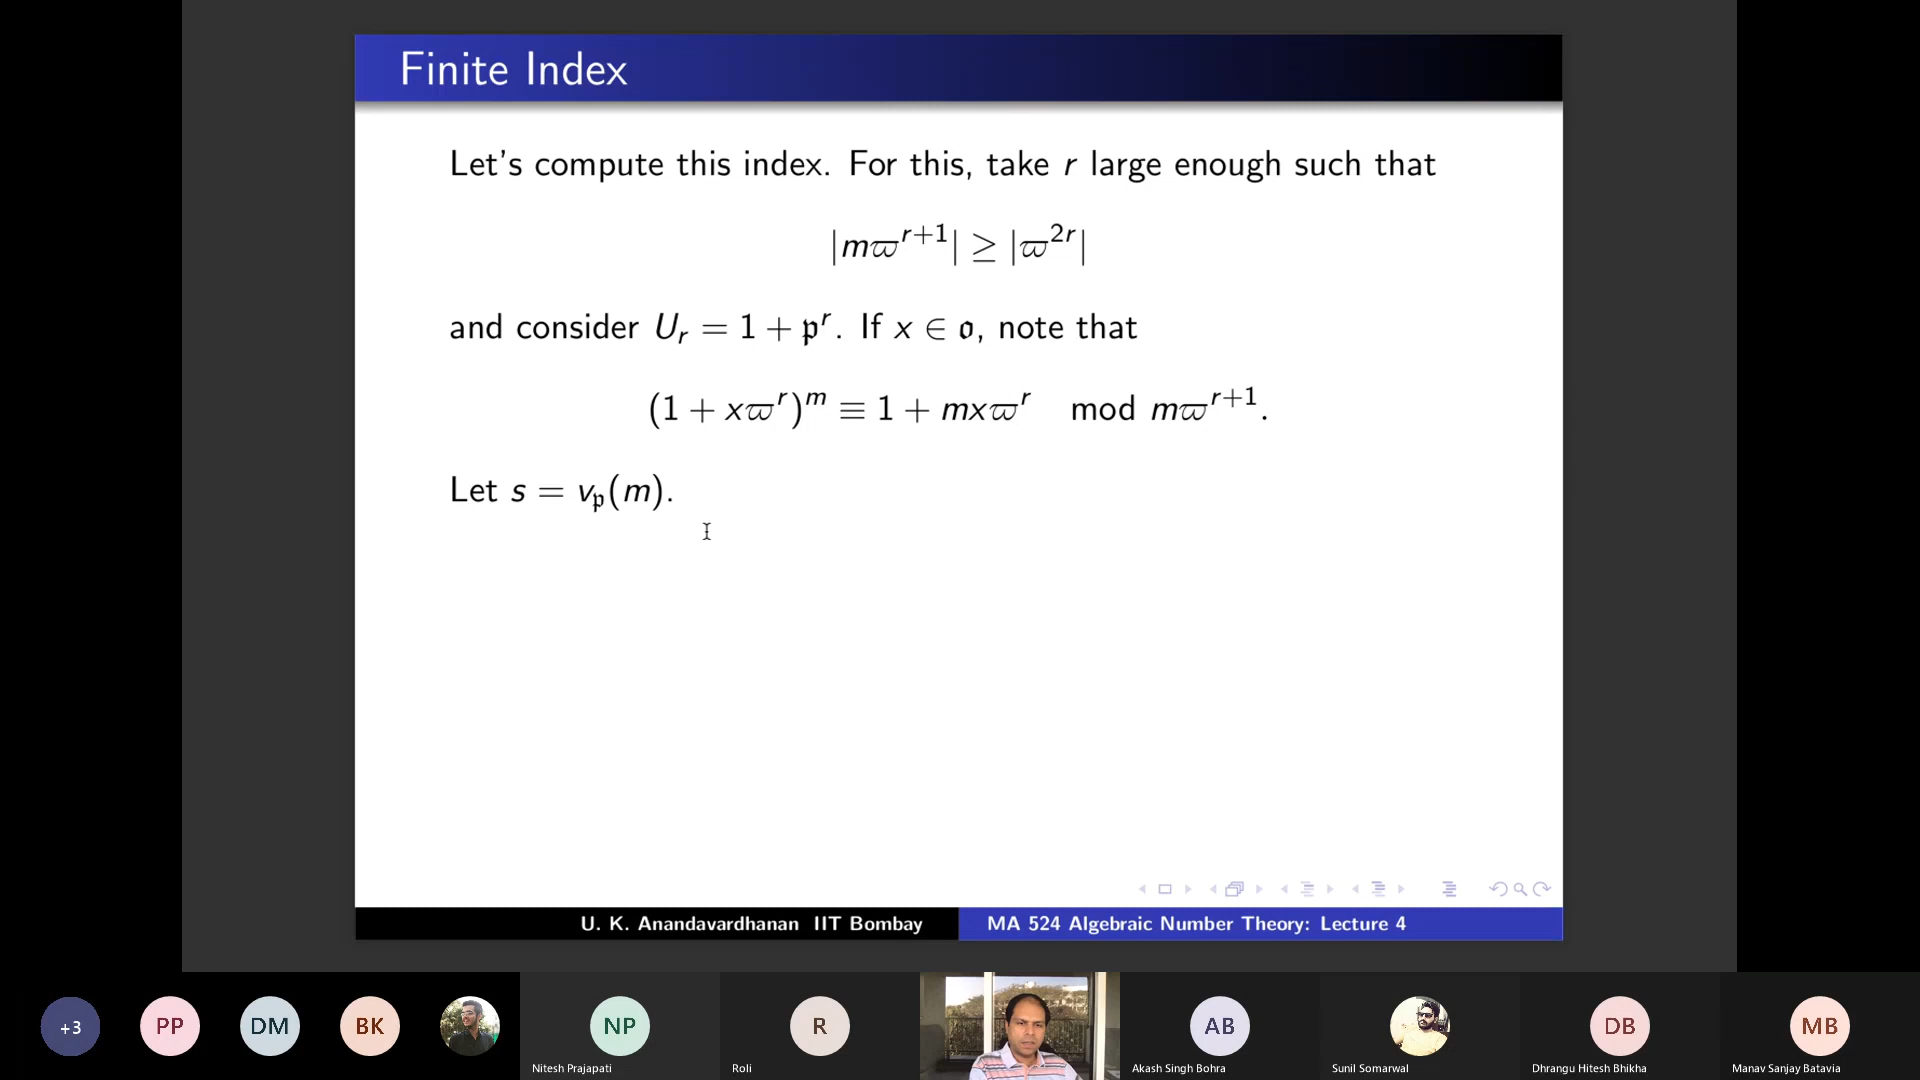 Finite Index
Let's compute this index. For this, take r large enough such that
|mϖ^{r+1}| ≥ |ϖ^{2r}|
and consider U_r = 1 + 𝔭^r. If x ∈ 𝔬, note that
(1 + xϖ^r)^m ≡ 1 + mxϖ^r mod mϖ^{r+1}.
Let s = v_𝔭(m).
U. K. Anandavardhanan IIT Bombay
MA 524 Algebraic Number Theory: Lecture 4
+3
PP
DM
BK
NP
R
AB
DB
MB
Nitesh Prajapati
Roli
Akash Singh Bohra
Sunil Somarwal
Dhrangu Hitesh Bhikha
Manav Sanjay Batavia